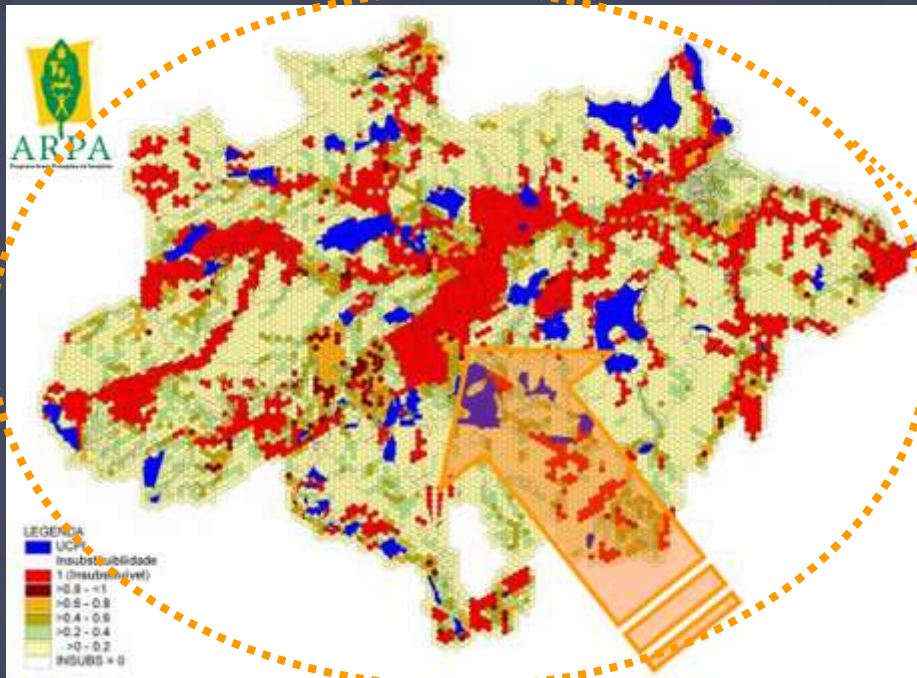 ARPA
LEGENDA
UCPI
Insubstituibilidade
1 (Insubstituível)
>0.8 - <1
>0.6 - 0.8
>0.4 - 0.6
>0.2 - 0.4
>0 - 0.2
INSUBS = 0